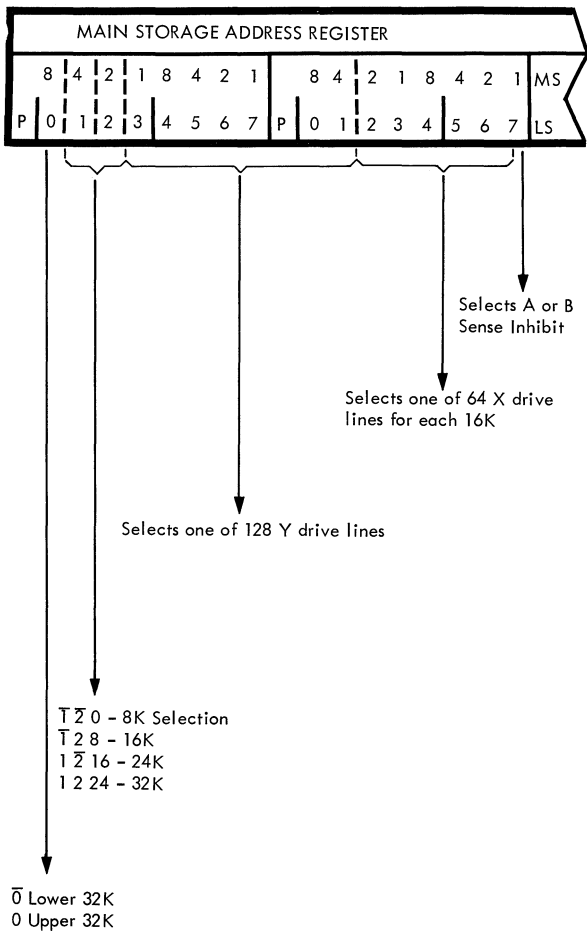 MAIN STORAGE ADDRESS REGISTER
8 4 2 1 8 4 2 1 8 4 2 1 8 4 2 1 MS
P 0 1 2 3 4 5 6 7 P 0 1 2 3 4 5 6 7 LS
Selects A or B
Sense Inhibit
Selects one of 64 X drive
lines for each 16K
Selects one of 128 Y drive lines
1̅ 2̅ 0 – 8K Selection
1̅ 2 8 – 16K
1 2̅ 16 – 24K
1 2 24 – 32K
0̅ Lower 32K
0 Upper 32K